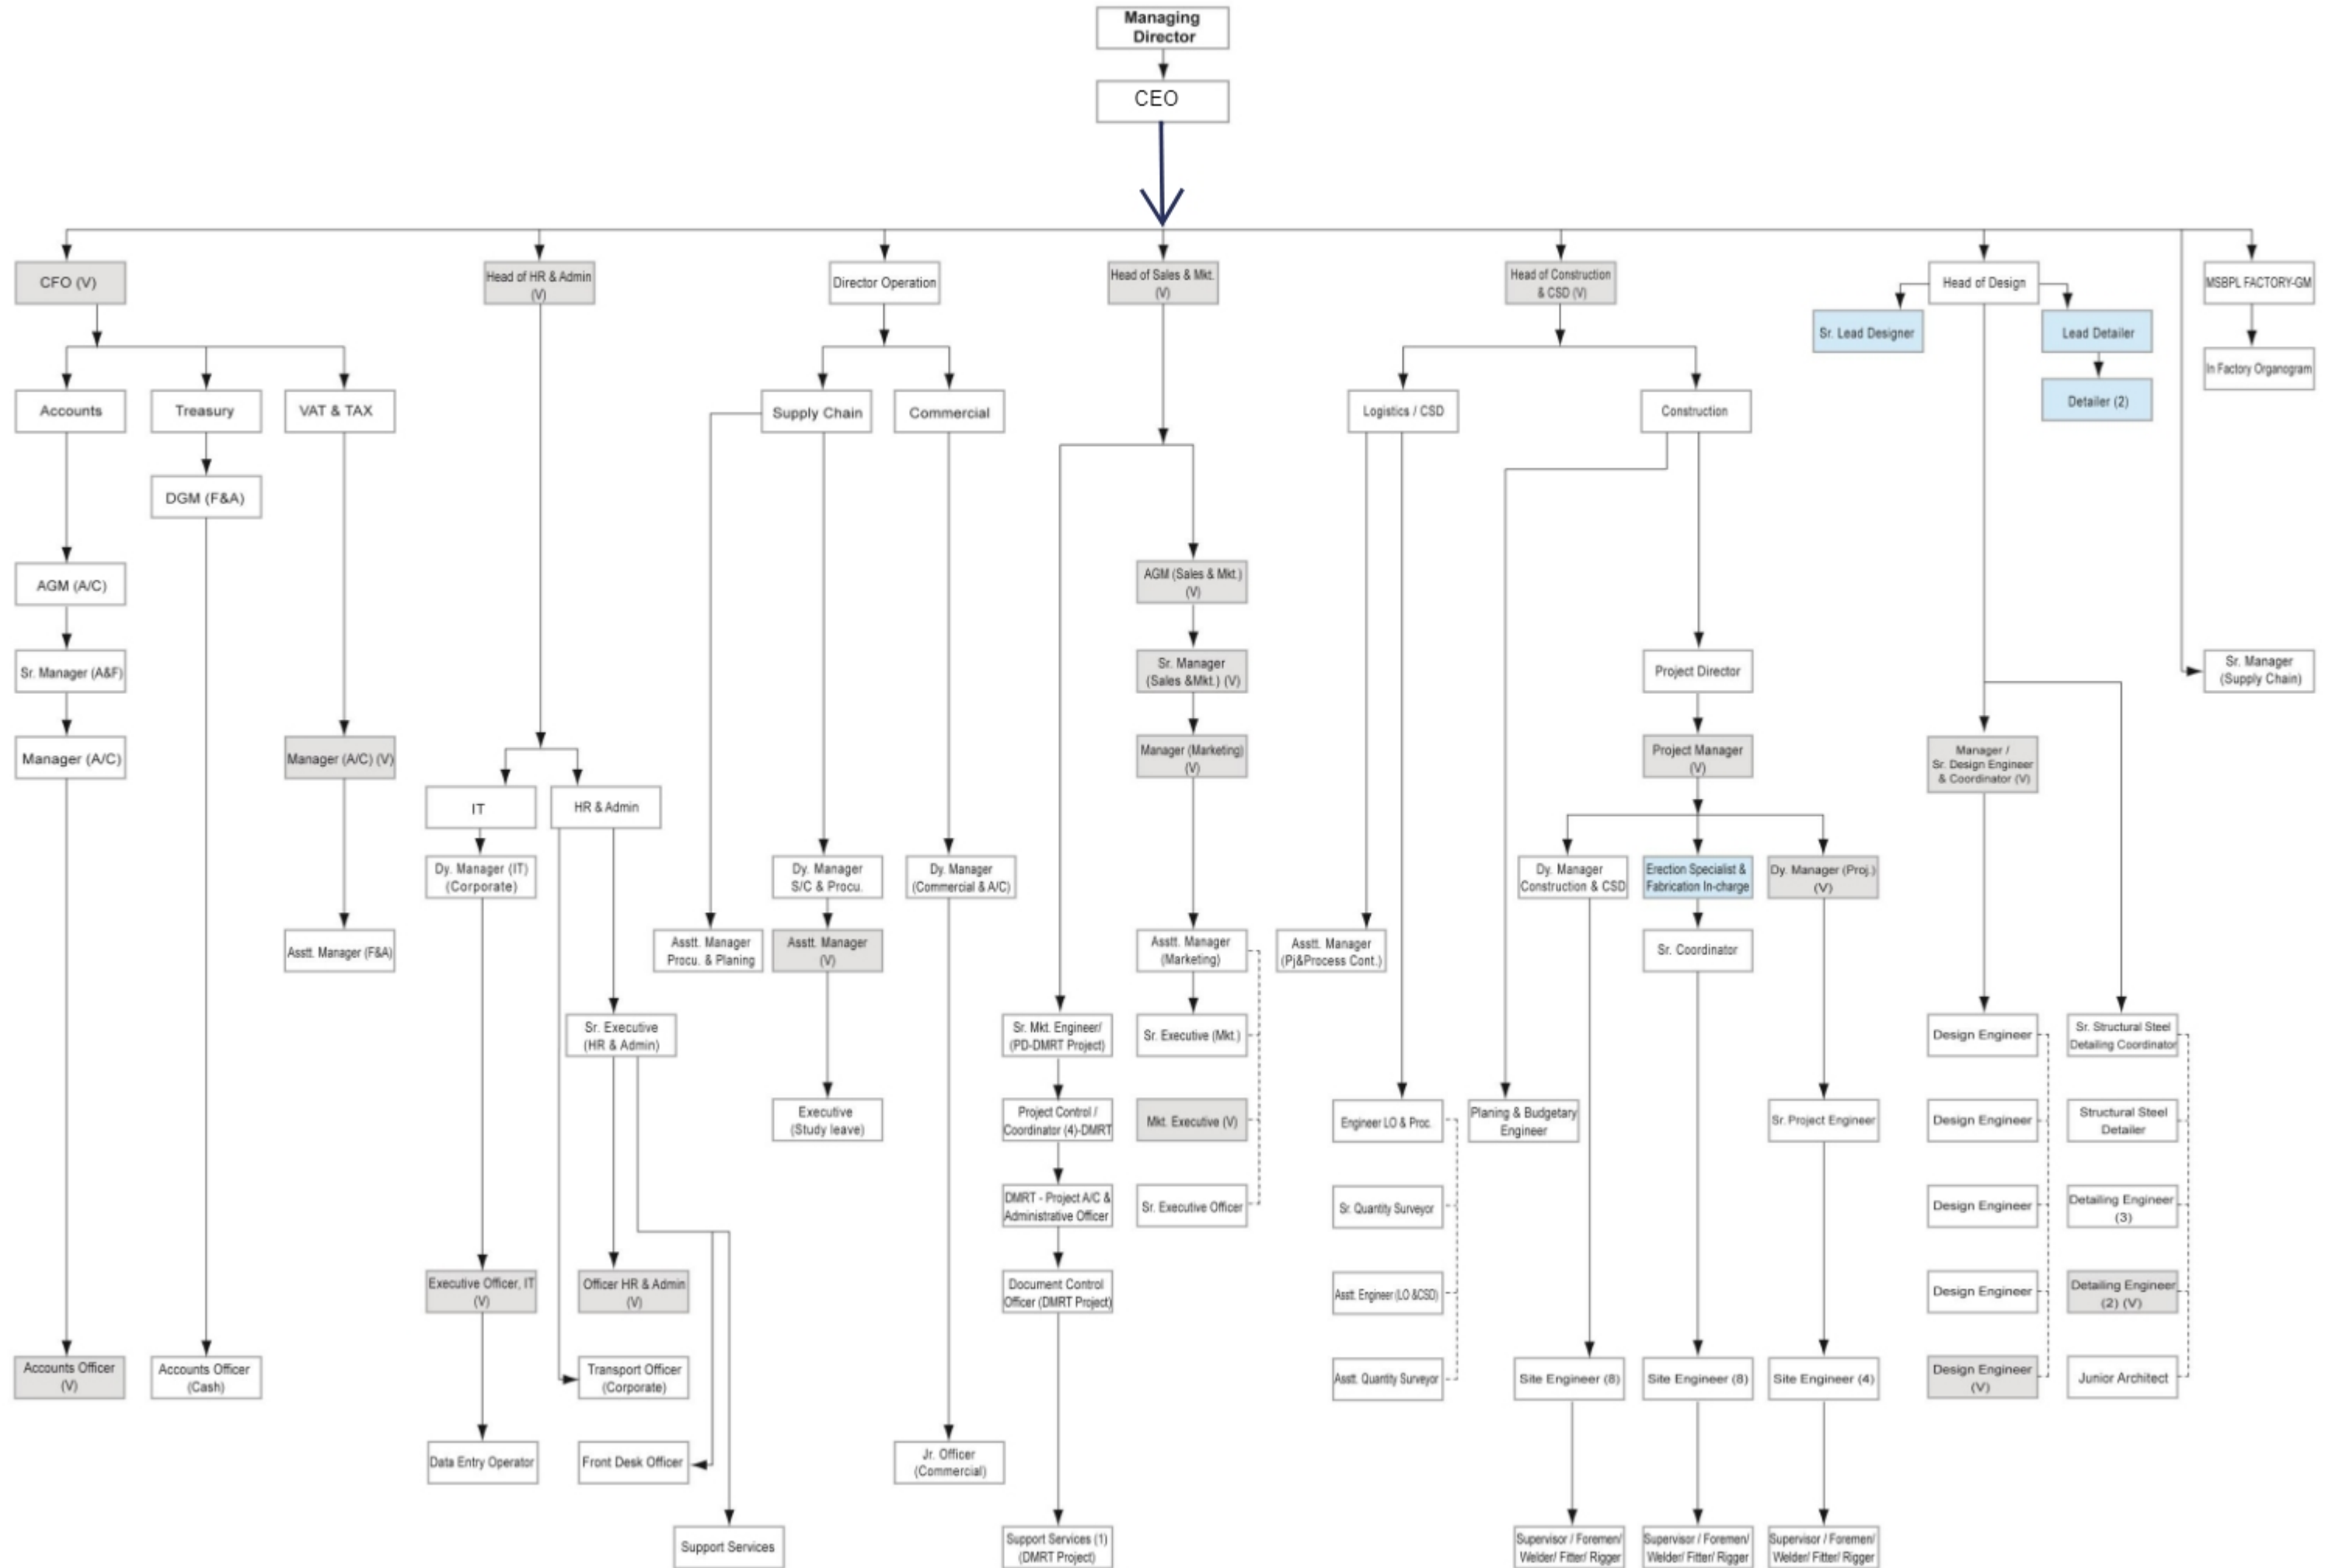 Managing
Director
CEO
CFO (V)
Head of HR & Admin
(V)
Director Operation
Head of Sales & Mkt.
(V)
Head of Construction
& CSD (V)
Head of Design
MSBPL FACTORY-GM
Sr. Lead Designer
Lead Detailer
In Factory Organogram
Detailer (2)
Accounts
Treasury
VAT & TAX
Supply Chain
Commercial
Logistics / CSD
Construction
DGM (F&A)
AGM (A/C)
AGM (Sales & Mkt.)
(V)
Sr. Manager (A&F)
Sr. Manager
(Sales &Mkt.) (V)
Project Director
Sr. Manager
(Supply Chain)
Manager (A/C)
Manager (A/C) (V)
Manager (Marketing)
(V)
Project Manager
(V)
Manager /
Sr. Design Engineer
& Coordinator (V)
IT
HR & Admin
Dy. Manager (IT)
(Corporate)
Dy. Manager
S/C & Procu.
Dy. Manager
(Commercial & A/C)
Dy. Manager
Construction & CSD
Erection Specialist &
Fabrication In-charge
Dy. Manager (Proj.)
(V)
Asstt. Manager (F&A)
Asstt. Manager
Procu. & Planing
Asstt. Manager
(V)
Asstt. Manager
(Marketing)
Asstt. Manager
(Pj&Process Cont.)
Sr. Coordinator
Sr. Executive
(HR & Admin)
Sr. Mkt. Engineer/
(PD-DMRT Project)
Sr. Executive (Mkt.)
Design Engineer
Sr. Structural Steel
Detailing Coordinator
Executive
(Study leave)
Project Control /
Coordinator (4)-DMRT
Mkt. Executive (V)
Engineer LO & Proc.
Planing & Budgetary
Engineer
Sr. Project Engineer
Design Engineer
Structural Steel
Detailer
DMRT - Project A/C &
Administrative Officer
Sr. Executive Officer
Sr. Quantity Surveyor
Design Engineer
Detailing Engineer
(3)
Executive Officer, IT
(V)
Officer HR & Admin
(V)
Document Control
Officer (DMRT Project)
Asstt. Engineer (LO &CSD)
Design Engineer
Detailing Engineer
(2) (V)
Accounts Officer
(V)
Accounts Officer
(Cash)
Transport Officer
(Corporate)
Asstt. Quantity Surveyor
Site Engineer (8)
Site Engineer (8)
Site Engineer (4)
Design Engineer
(V)
Junior Architect
Data Entry Operator
Front Desk Officer
Jr. Officer
(Commercial)
Support Services
Support Services (1)
(DMRT Project)
Supervisor / Foremen/
Welder/ Fitter/ Rigger
Supervisor / Foremen/
Welder/ Fitter/ Rigger
Supervisor / Foremen/
Welder/ Fitter/ Rigger